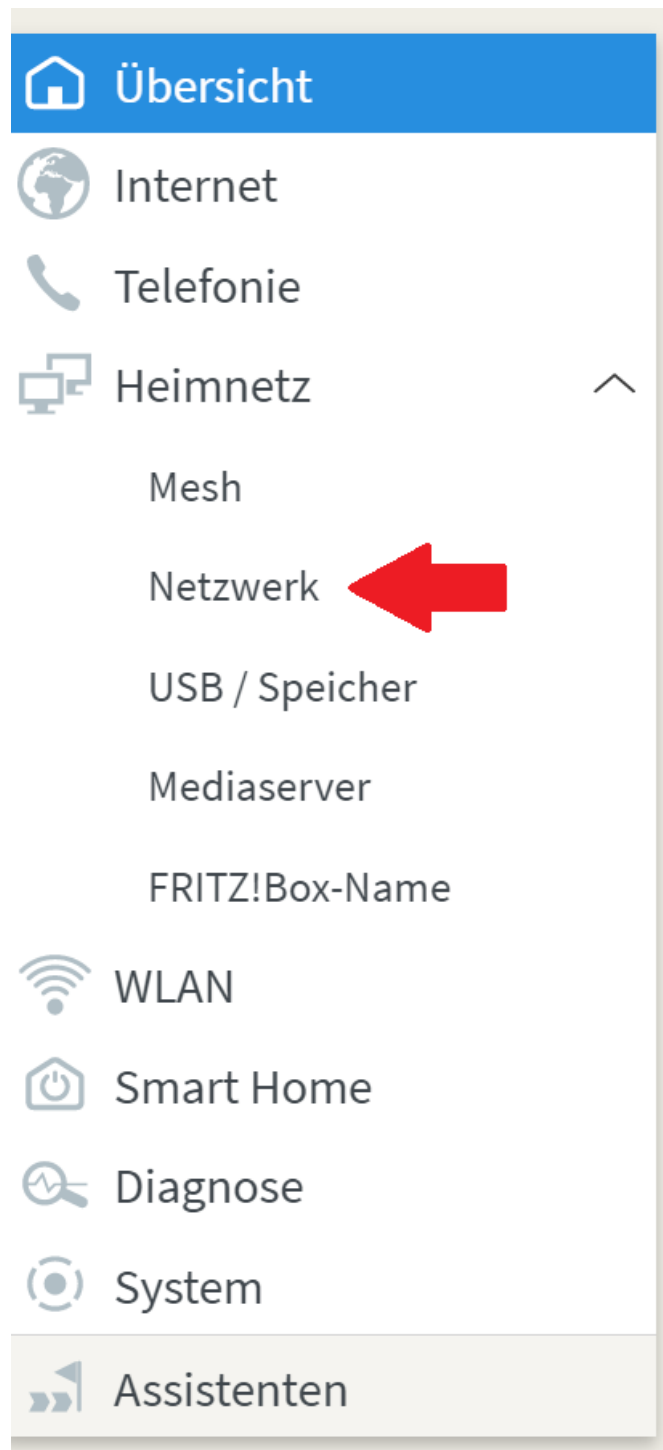 Übersicht
Internet
Telefonie
Heimnetz
Mesh
Netzwerk
USB / Speicher
Mediaserver
FRITZ!Box-Name
WLAN
Smart Home
Diagnose
System
Assistenten